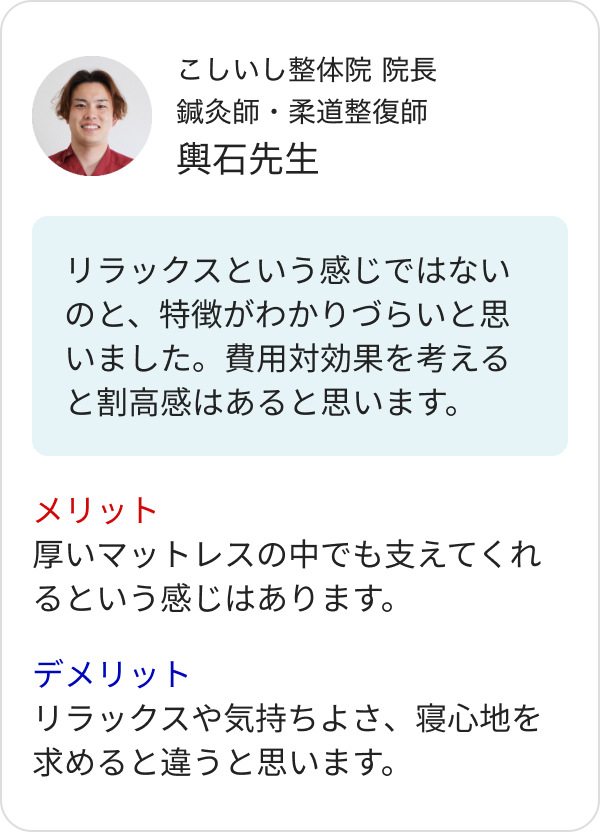 こしいし整体院 院長
鍼灸師・柔道整復師
輿石先生
リラックスという感じではない
のと、特徴がわかりづらいと思
いました。費用対効果を考える
と割高感はあると思います。
メリット
厚いマットレスの中でも支えてくれ
るという感じはあります。
デメリット
リラックスや気持ちよさ、寝心地を
求めると違うと思います。